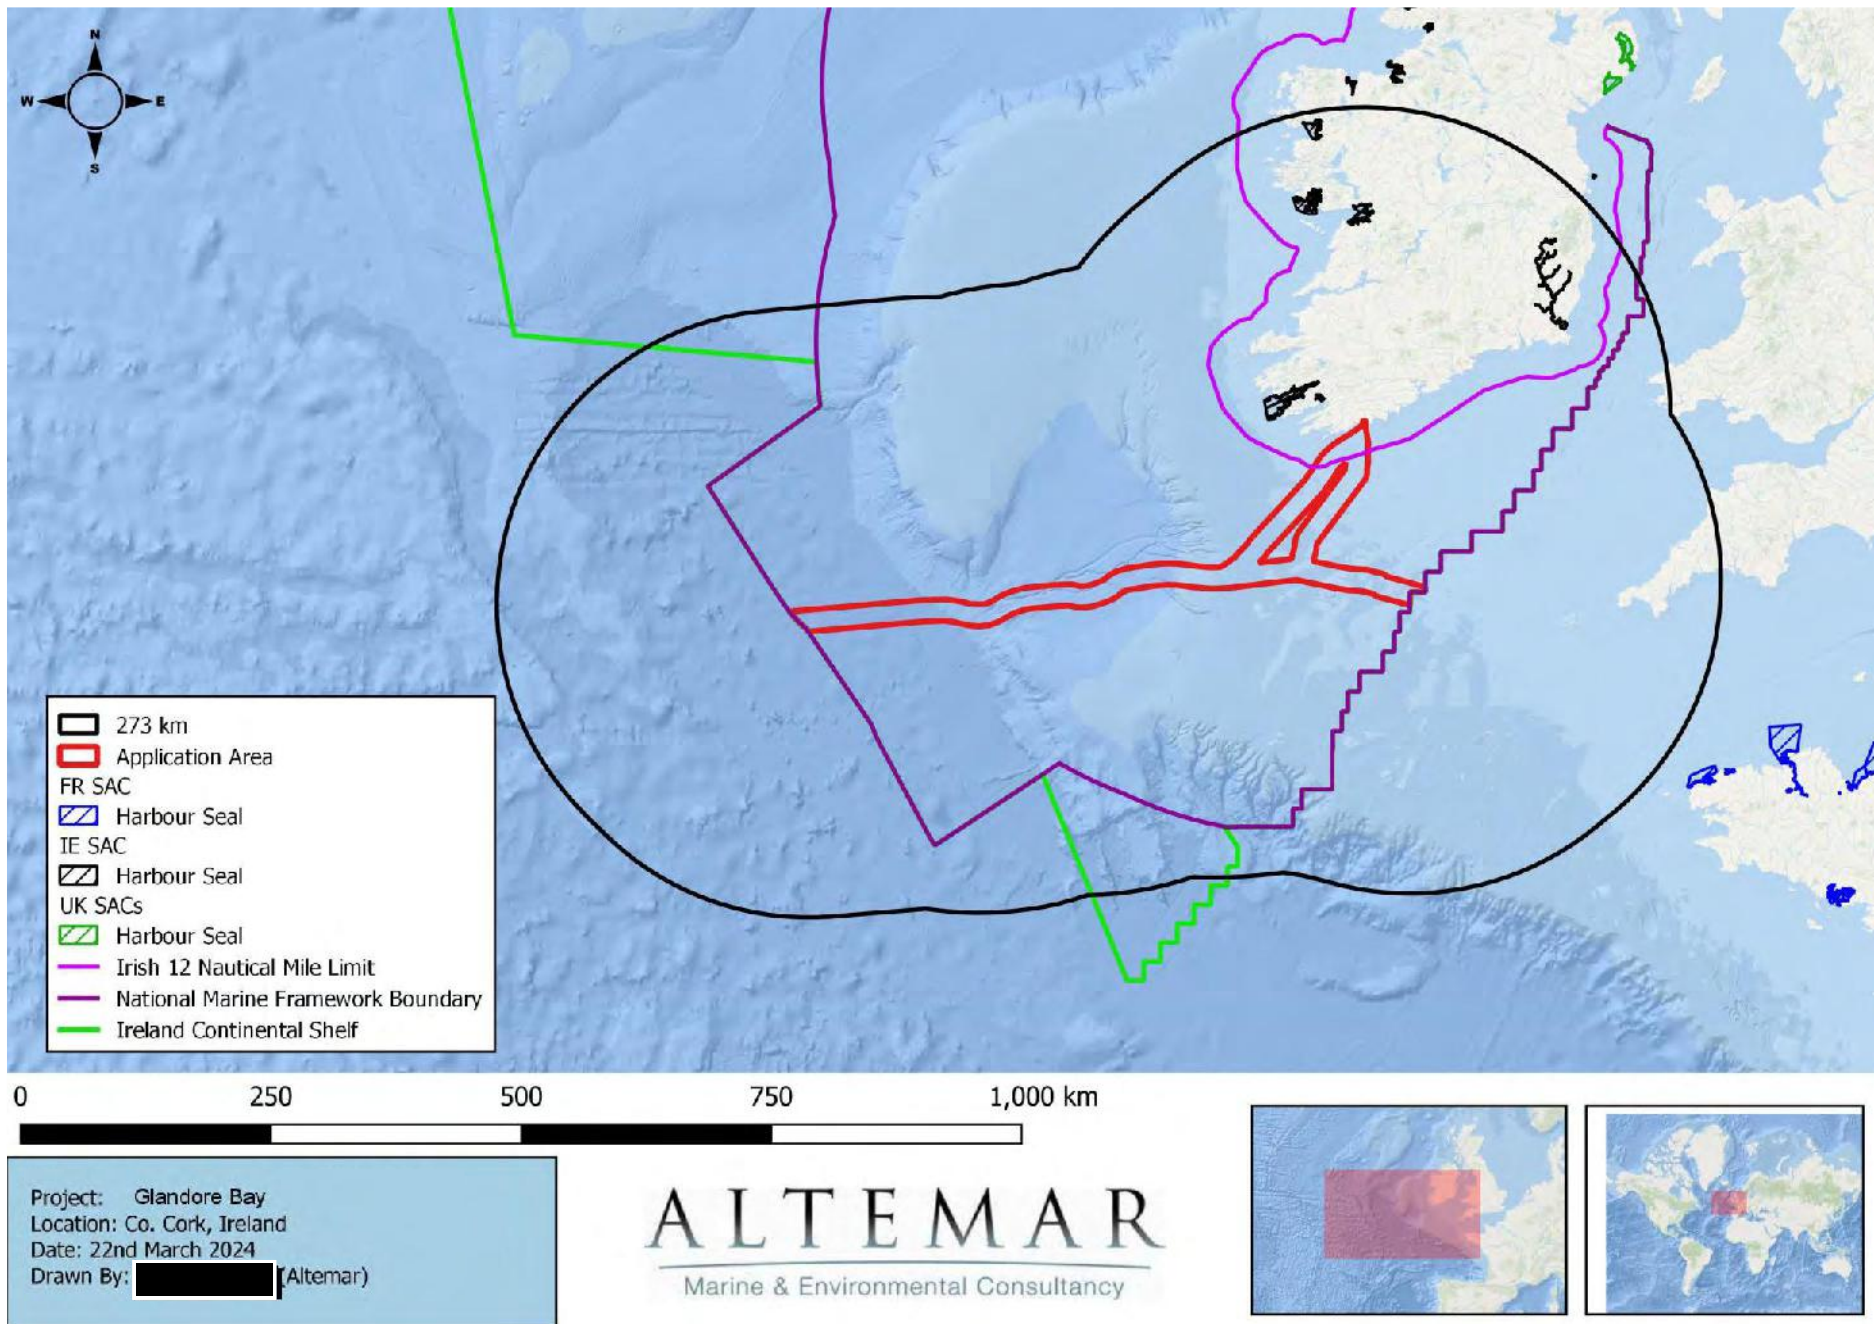 N
W E
S
273 km
Application Area
FR SAC
Harbour Seal
IE SAC
Harbour Seal
UK SACs
Harbour Seal
Irish 12 Nautical Mile Limit
National Marine Framework Boundary
Ireland Continental Shelf
0 250 500 750 1,000 km
Project: Glandore Bay
Location: Co. Cork, Ireland
Date: 22nd March 2024
Drawn By: (Altemar)
ALTEMAR
Marine & Environmental Consultancy